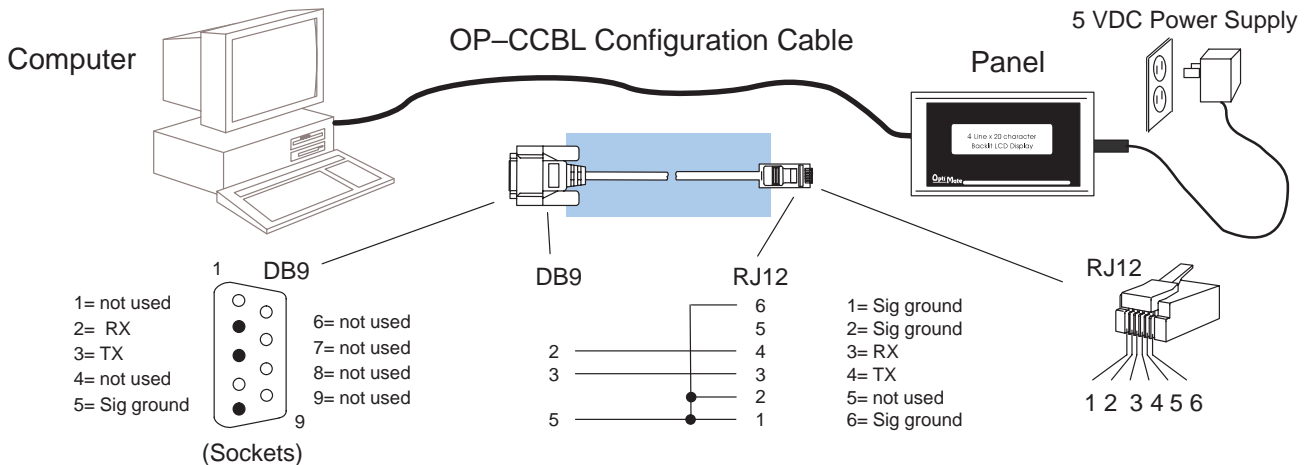 5 VDC Power Supply
OP–CCBL Configuration Cable
Computer
Panel
4 Line x 20 character
Backlit LCD Display
OptiMate
1
DB9
1= not used
2= RX
3= TX
4= not used
5= Sig ground
6= not used
7= not used
8= not used
9= not used
9
(Sockets)
DB9
RJ12
6
5
2
4
3
3
2
5
1
1= Sig ground
2= Sig ground
3= RX
4= TX
5= not used
6= Sig ground
RJ12
1 2 3 4 5 6